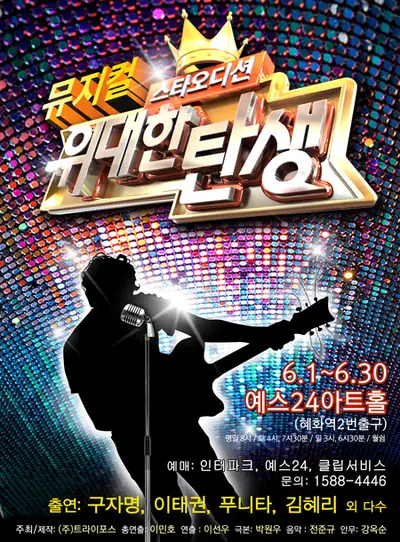 뮤지컬
스타오디션
위대한탄생
6.1~6.30
예스24아트홀
(혜화역2번출구)
평일 8시 / 토 4시, 7시30분 / 일 3시, 6시30분 / 월쉼
예매: 인터파크, 예스24, 클립서비스
문의: 1588-4446
출연: 구자명, 이태권, 푸니타, 김혜리 외 다수
주최/제작: (주)트라이포스 총연출: 이민호 연출: 이선우 극본: 박원우 음악: 전준규 안무: 강옥순